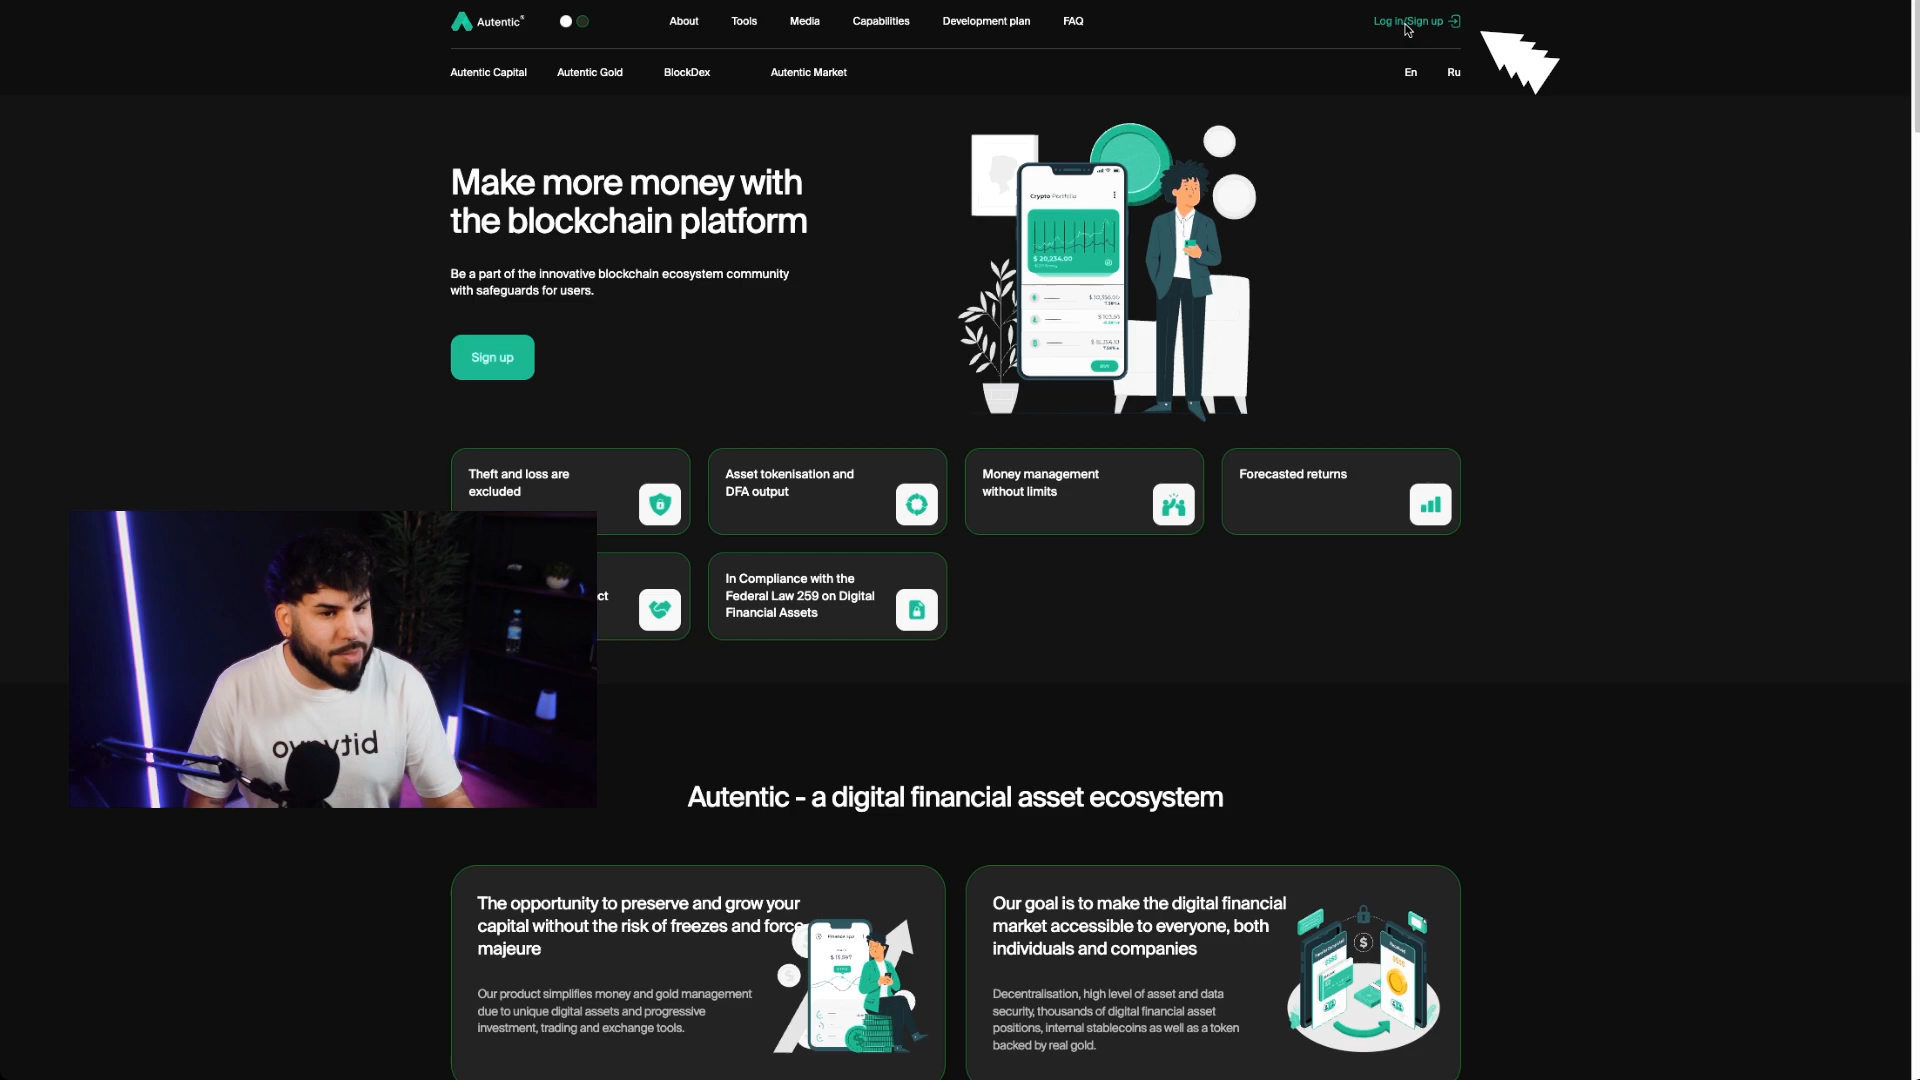 Autentic®
About
Tools
Media
Capabilities
Development plan
FAQ
Log in/Sign up
Autentic Capital
Autentic Gold
BlockDex
Autentic Market
En
Ru
Make more money with
the blockchain platform
Be a part of the innovative blockchain ecosystem community
with safeguards for users.
Sign up
Crypto Portfolio
$ 20,234.00
Theft and loss are
excluded
Asset tokenisation and
DFA output
Money management
without limits
Forecasted returns
ct
In Compliance with the
Federal Law 259 on Digital
Financial Assets
Autentic - a digital financial asset ecosystem
The opportunity to preserve and grow your
capital without the risk of freezes and force
majeure
Our product simplifies money and gold management
due to unique digital assets and progressive
investment, trading and exchange tools.
Our goal is to make the digital financial
market accessible to everyone, both
individuals and companies
Decentralisation, high level of asset and data
security, thousands of digital financial asset
positions, internal stablecoins as well as a token
backed by real gold.